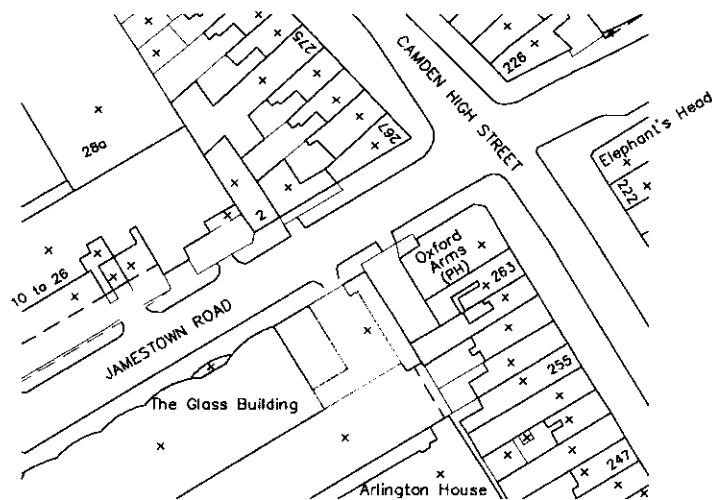 275
CAMDEN HIGH STREET
226
Elephant's Head
28a
267
222
2
Oxford
Arms
(PH)
263
10 to 26
JAMESTOWN ROAD
255
The Glass Building
247
Arlington House